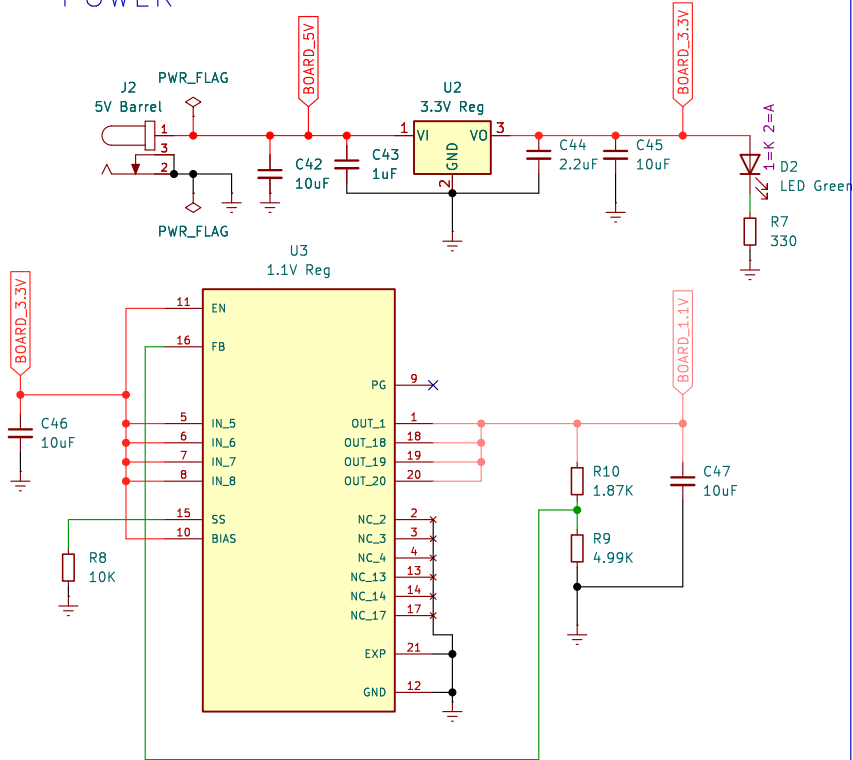 POWER
BOARD_5V
BOARD_3.3V
PWR_FLAG
J2
5V Barrel
1
3
2
PWR_FLAG
C42
10uF
C43
1uF
U2
3.3V Reg
1
VI
VO
3
GND
2
C44
2.2uF
C45
10uF
1=K 2=A
D2
LED Green
R7
330
U3
1.1V Reg
BOARD_3.3V
C46
10uF
11
EN
16
FB
5
IN_5
6
IN_6
7
IN_7
8
IN_8
15
SS
10
BIAS
R8
10K
PG
9
OUT_1
1
OUT_18
18
OUT_19
19
OUT_20
20
NC_2
2
NC_3
3
NC_4
4
NC_13
13
NC_14
14
NC_17
17
EXP
21
GND
12
BOARD_1.1V
R10
1.87K
C47
10uF
R9
4.99K